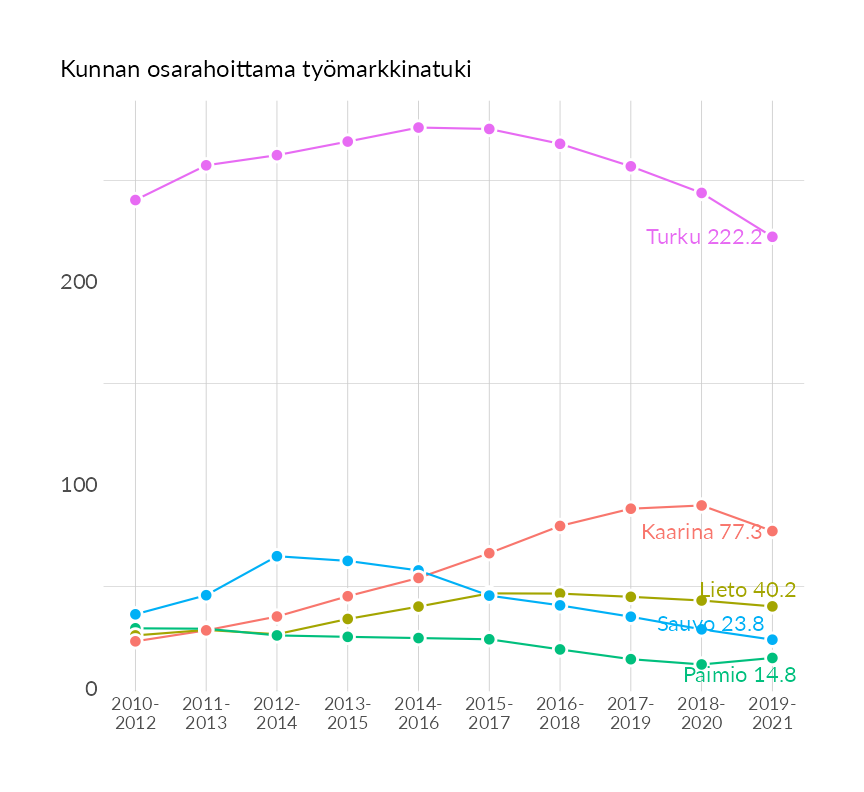 Kunnan osarahoittama työmarkkinatuki
Turku 222.2
200
100
Kaarina 77.3
Lieto 40.2
Sauvo 23.8
Paimio 14.8
0
2010- 2011- 2012- 2013- 2014- 2015- 2016- 2017- 2018- 2019-
2012 2013 2014 2015 2016 2017 2018 2019 2020 2021